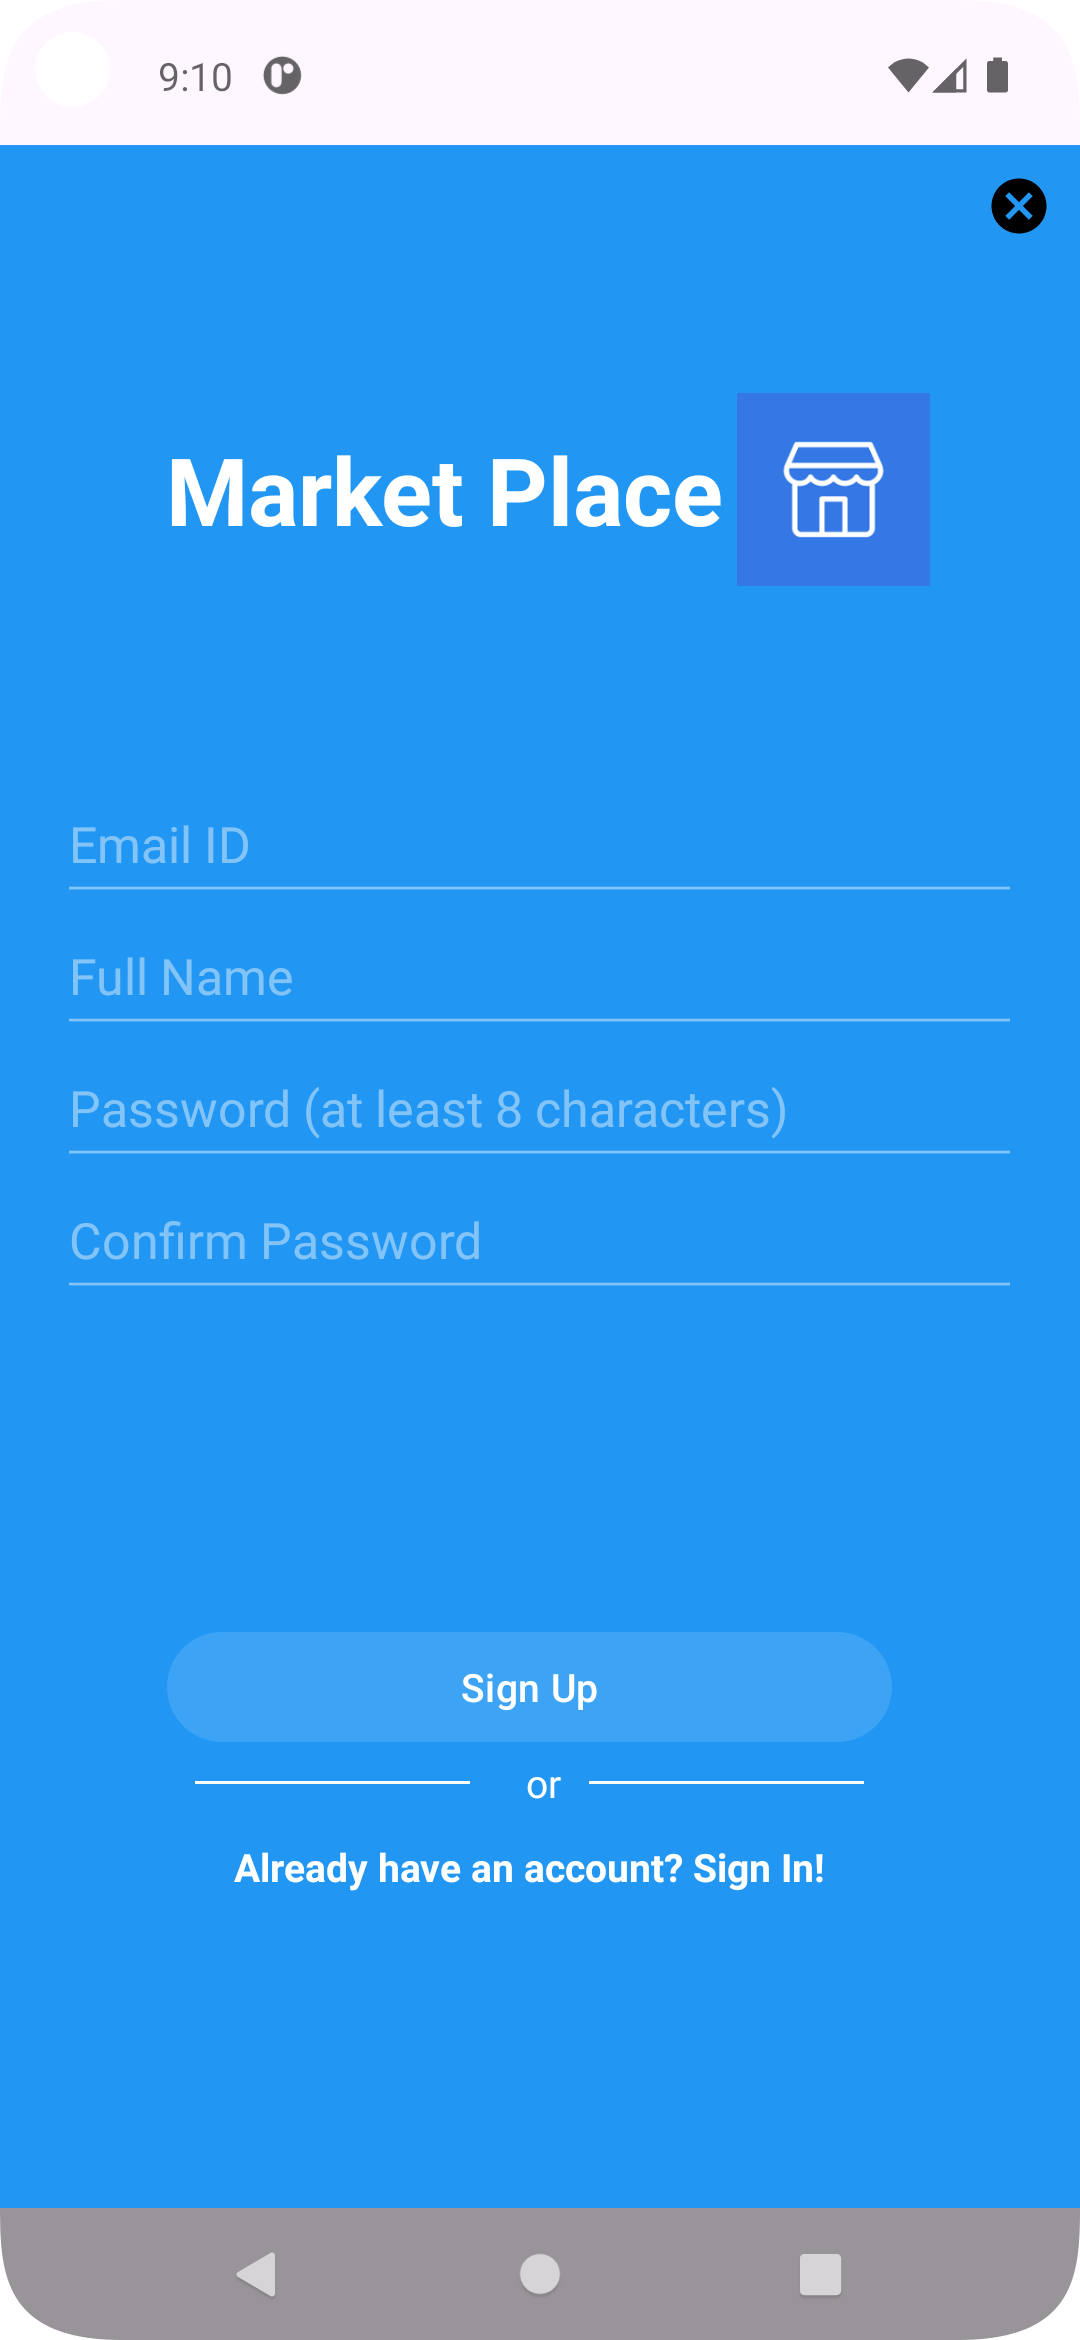 9:10
Market Place
Email ID
Full Name
Password (at least 8 characters)
Confirm Password
Sign Up
or
Already have an account? Sign In!